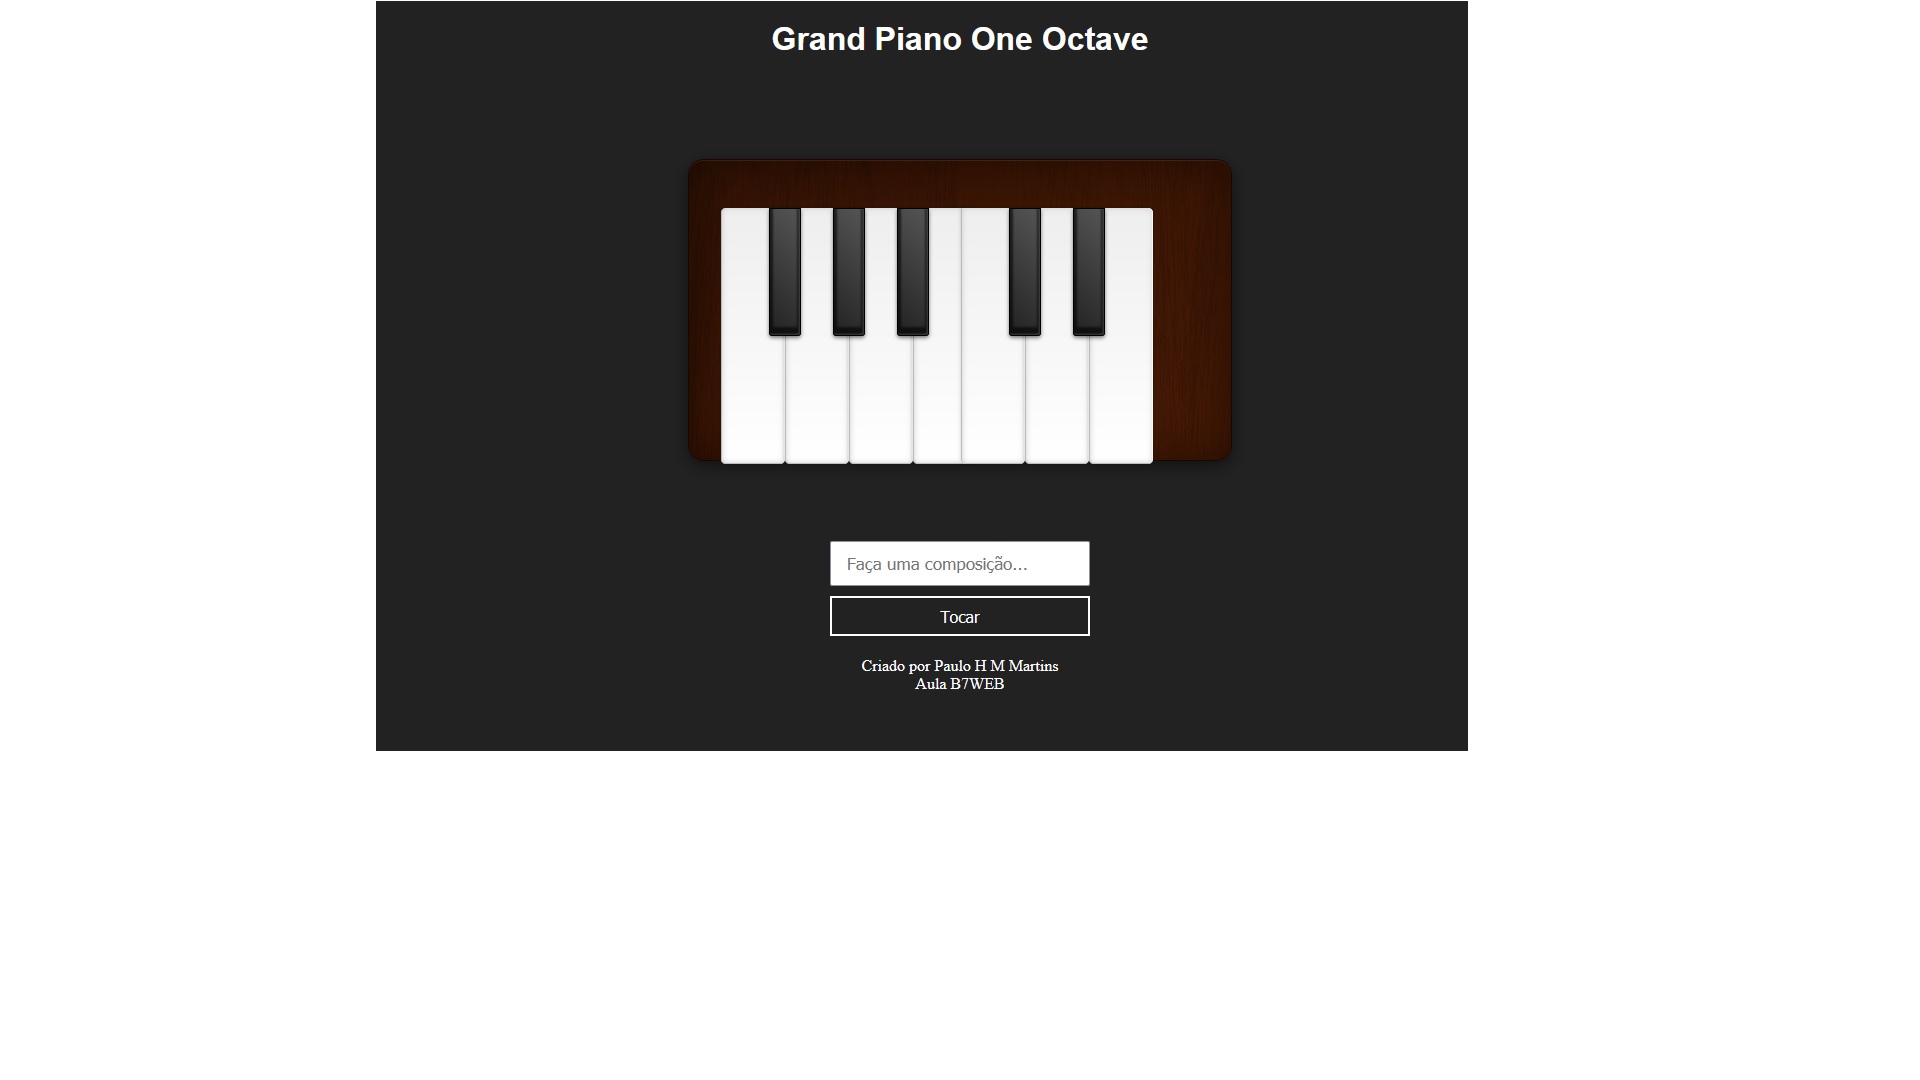 Grand Piano One Octave
Faça uma composição...
Tocar
Criado por Paulo H M Martins
Aula B7WEB